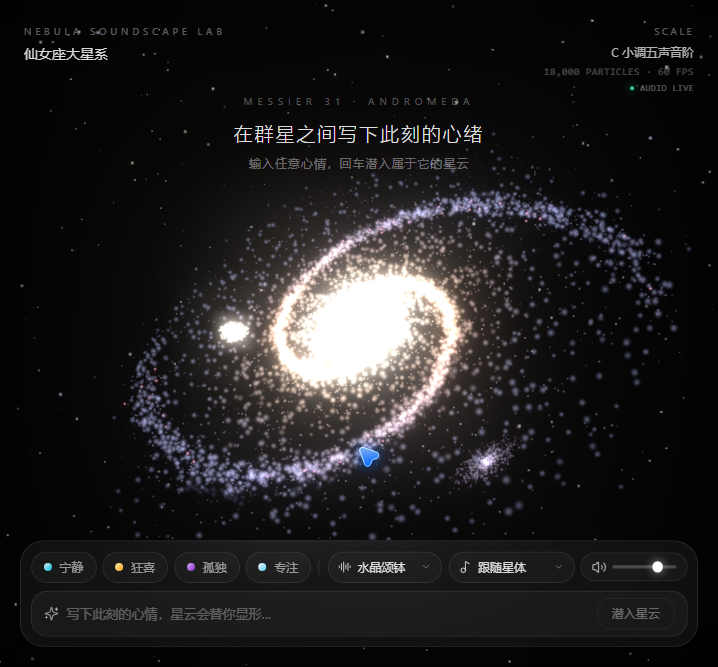 NEBULA SOUNDSCAPE LAB
仙女座大星系
SCALE
C 小调五声音阶
18,000 PARTICLES · 60 FPS
AUDIO LIVE
MESSIER 31 · ANDROMEDA
在群星之间写下此刻的心绪
输入任意心情，回车潜入属于它的星云
宁静 狂喜 孤独 专注 水晶颂钵 跟随星体
写下此刻的心情，星云会替你显形...
潜入星云